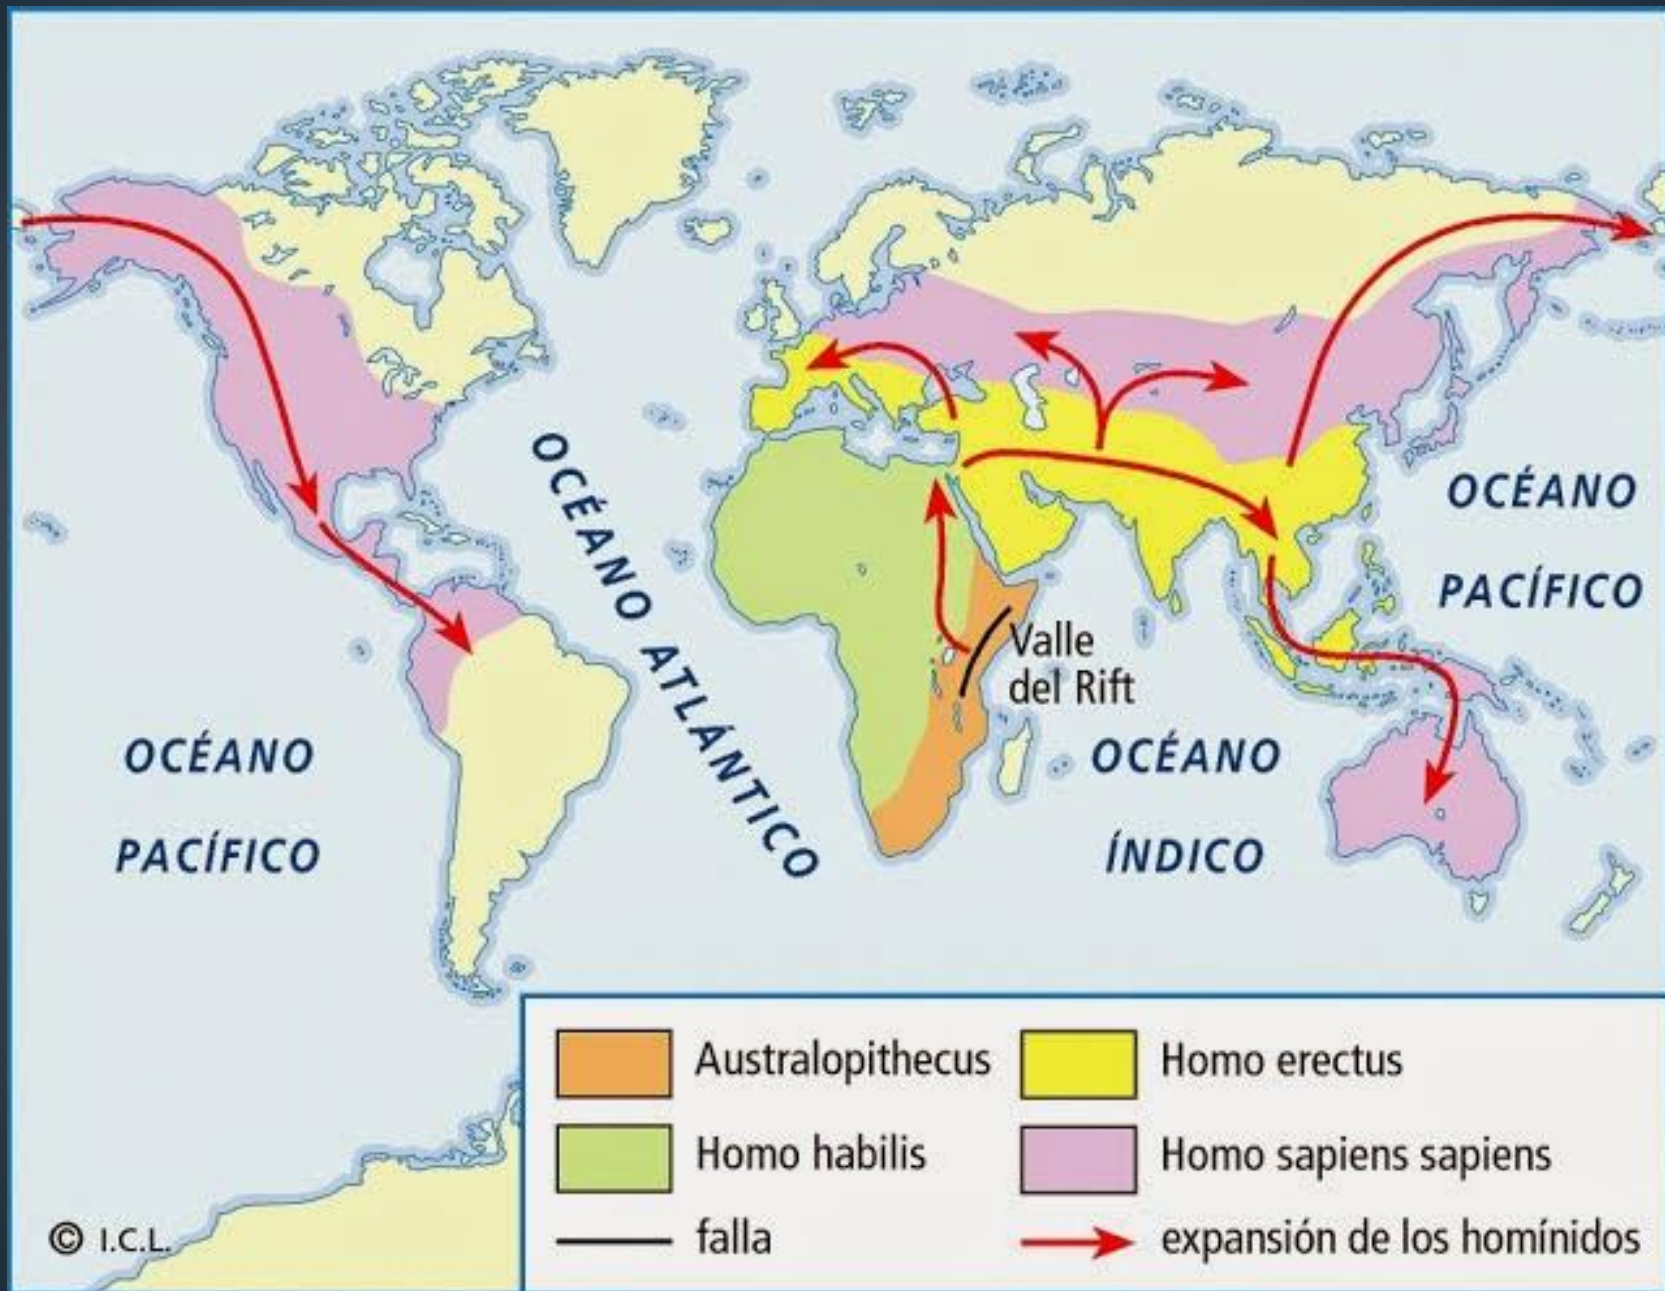 OCÉANO ATLÁNTICO
OCÉANO
PACÍFICO
Valle
del Rift
OCÉANO
PACÍFICO
OCÉANO
ÍNDICO
Australopithecus
Homo erectus
Homo habilis
Homo sapiens sapiens
falla
expansión de los homínidos
© I.C.L.